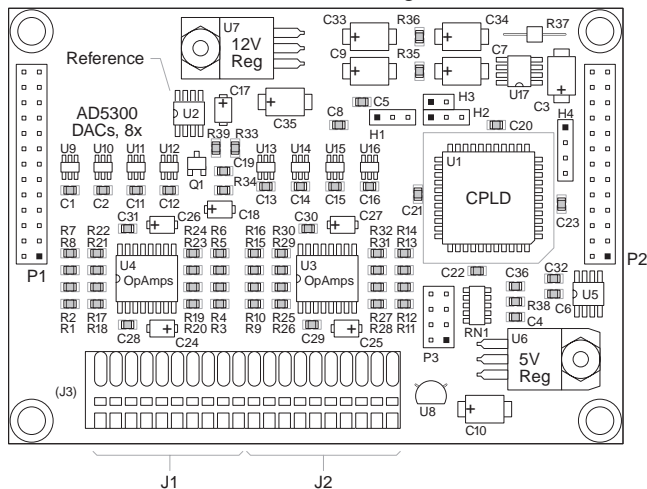 C33 R36 C34 R37
U7
12V
Reg
Reference
C9 R35 C7
U17
C3
C17
U2
C35
C8 C5
H1
H3
H2
C20
H4
AD5300
DACs, 8x
R39 R33
U9 U10 U11 U12
U13 U14 U15 U16
C19
Q1
R34
U1
CPLD
C1 C2 C11 C12
C13 C14 C15 C16
C21
C23
C31 C26 C18 C30 C27
R7 R22 R24 R6 R16 R30 R32 R14
R8 R21 R23 R5 R15 R29 R31 R13
P1
P2
U4
OpAmps
U3
OpAmps
C22 C36 C32
U5
R2 R17 R19 R4 R10 R25 R27 R12
R1 R18 R20 R3 R9 R26 R28 R11
RN1
R38 C6
C4
C28 C24 C29 C25
P3
U6
5V
Reg
(J3)
U8
C10
J1 J2